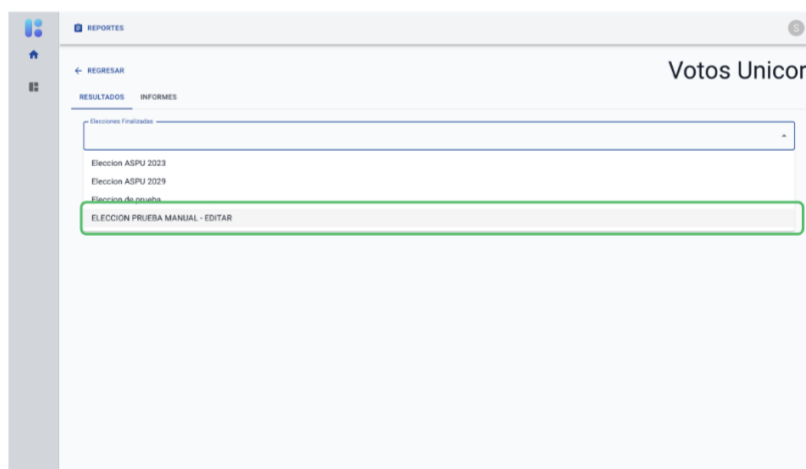 REPORTES
S
← REGRESAR
Votos Unicor
RESULTADOS INFORMES
Elecciones Finalizadas
Eleccion ASPU 2023
Eleccion ASPU 2029
Eleccion de prueba
ELECCION PRUEBA MANUAL - EDITAR